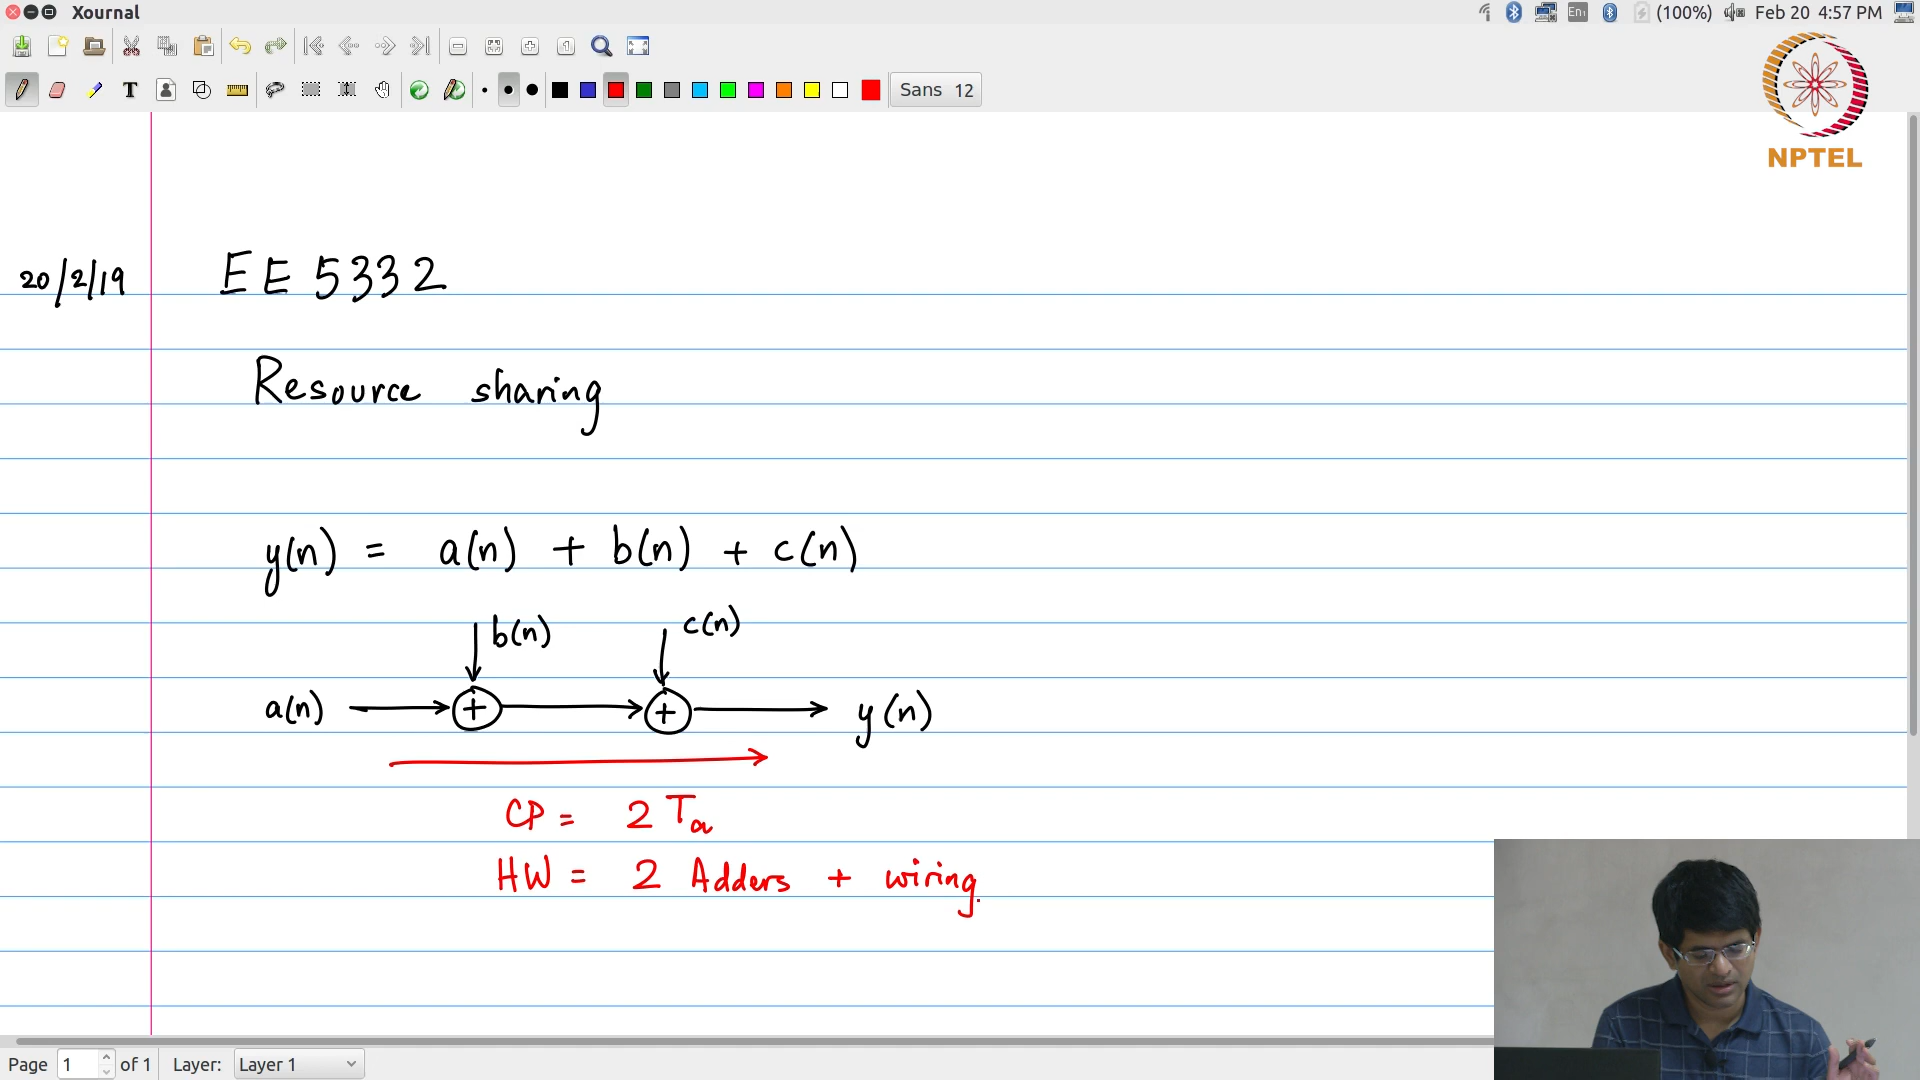 Xournal
En1 (100%) Feb 20 4:57 PM
T Sans 12
NPTEL
20/2/19 EE 5332
Resource sharing
y(n) = a(n) + b(n) + c(n)
b(n) c(n)
a(n) + + y(n)
CP = 2 Ta
HW = 2 Adders + wiring
Page 1 of 1 Layer: Layer 1